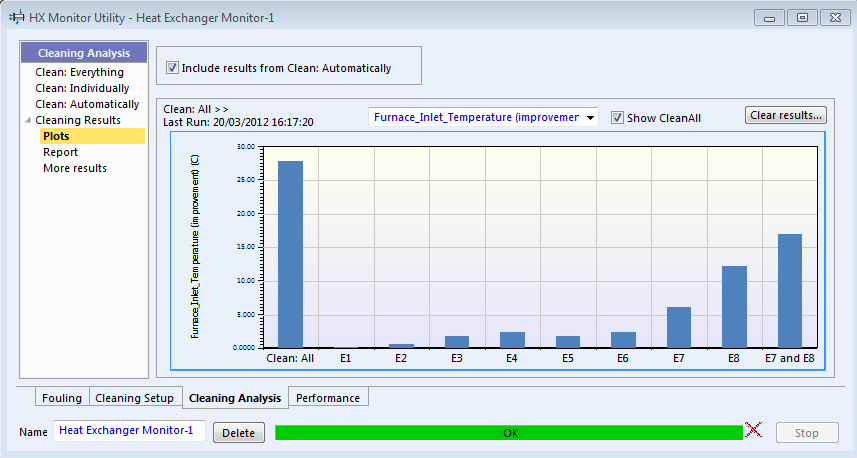 HX Monitor Utility - Heat Exchanger Monitor-1
Cleaning Analysis
Clean: Everything
Clean: Individually
Clean: Automatically
Cleaning Results
Plots
Report
More results
Include results from Clean: Automatically
Clean: All >>
Last Run: 20/03/2012 16:17:20
Furnace_Inlet_Temperature (improvemer
Show CleanAll
Clear results...
Furnace_Inlet_Temperature (improvement) (C)
30.00
25.00
20.00
15.00
10.00
5.000
0.0000
Clean: All E1 E2 E3 E4 E5 E6 E7 E8 E7 and E8
Fouling Cleaning Setup Cleaning Analysis Performance
Name Heat Exchanger Monitor-1 Delete OK Stop